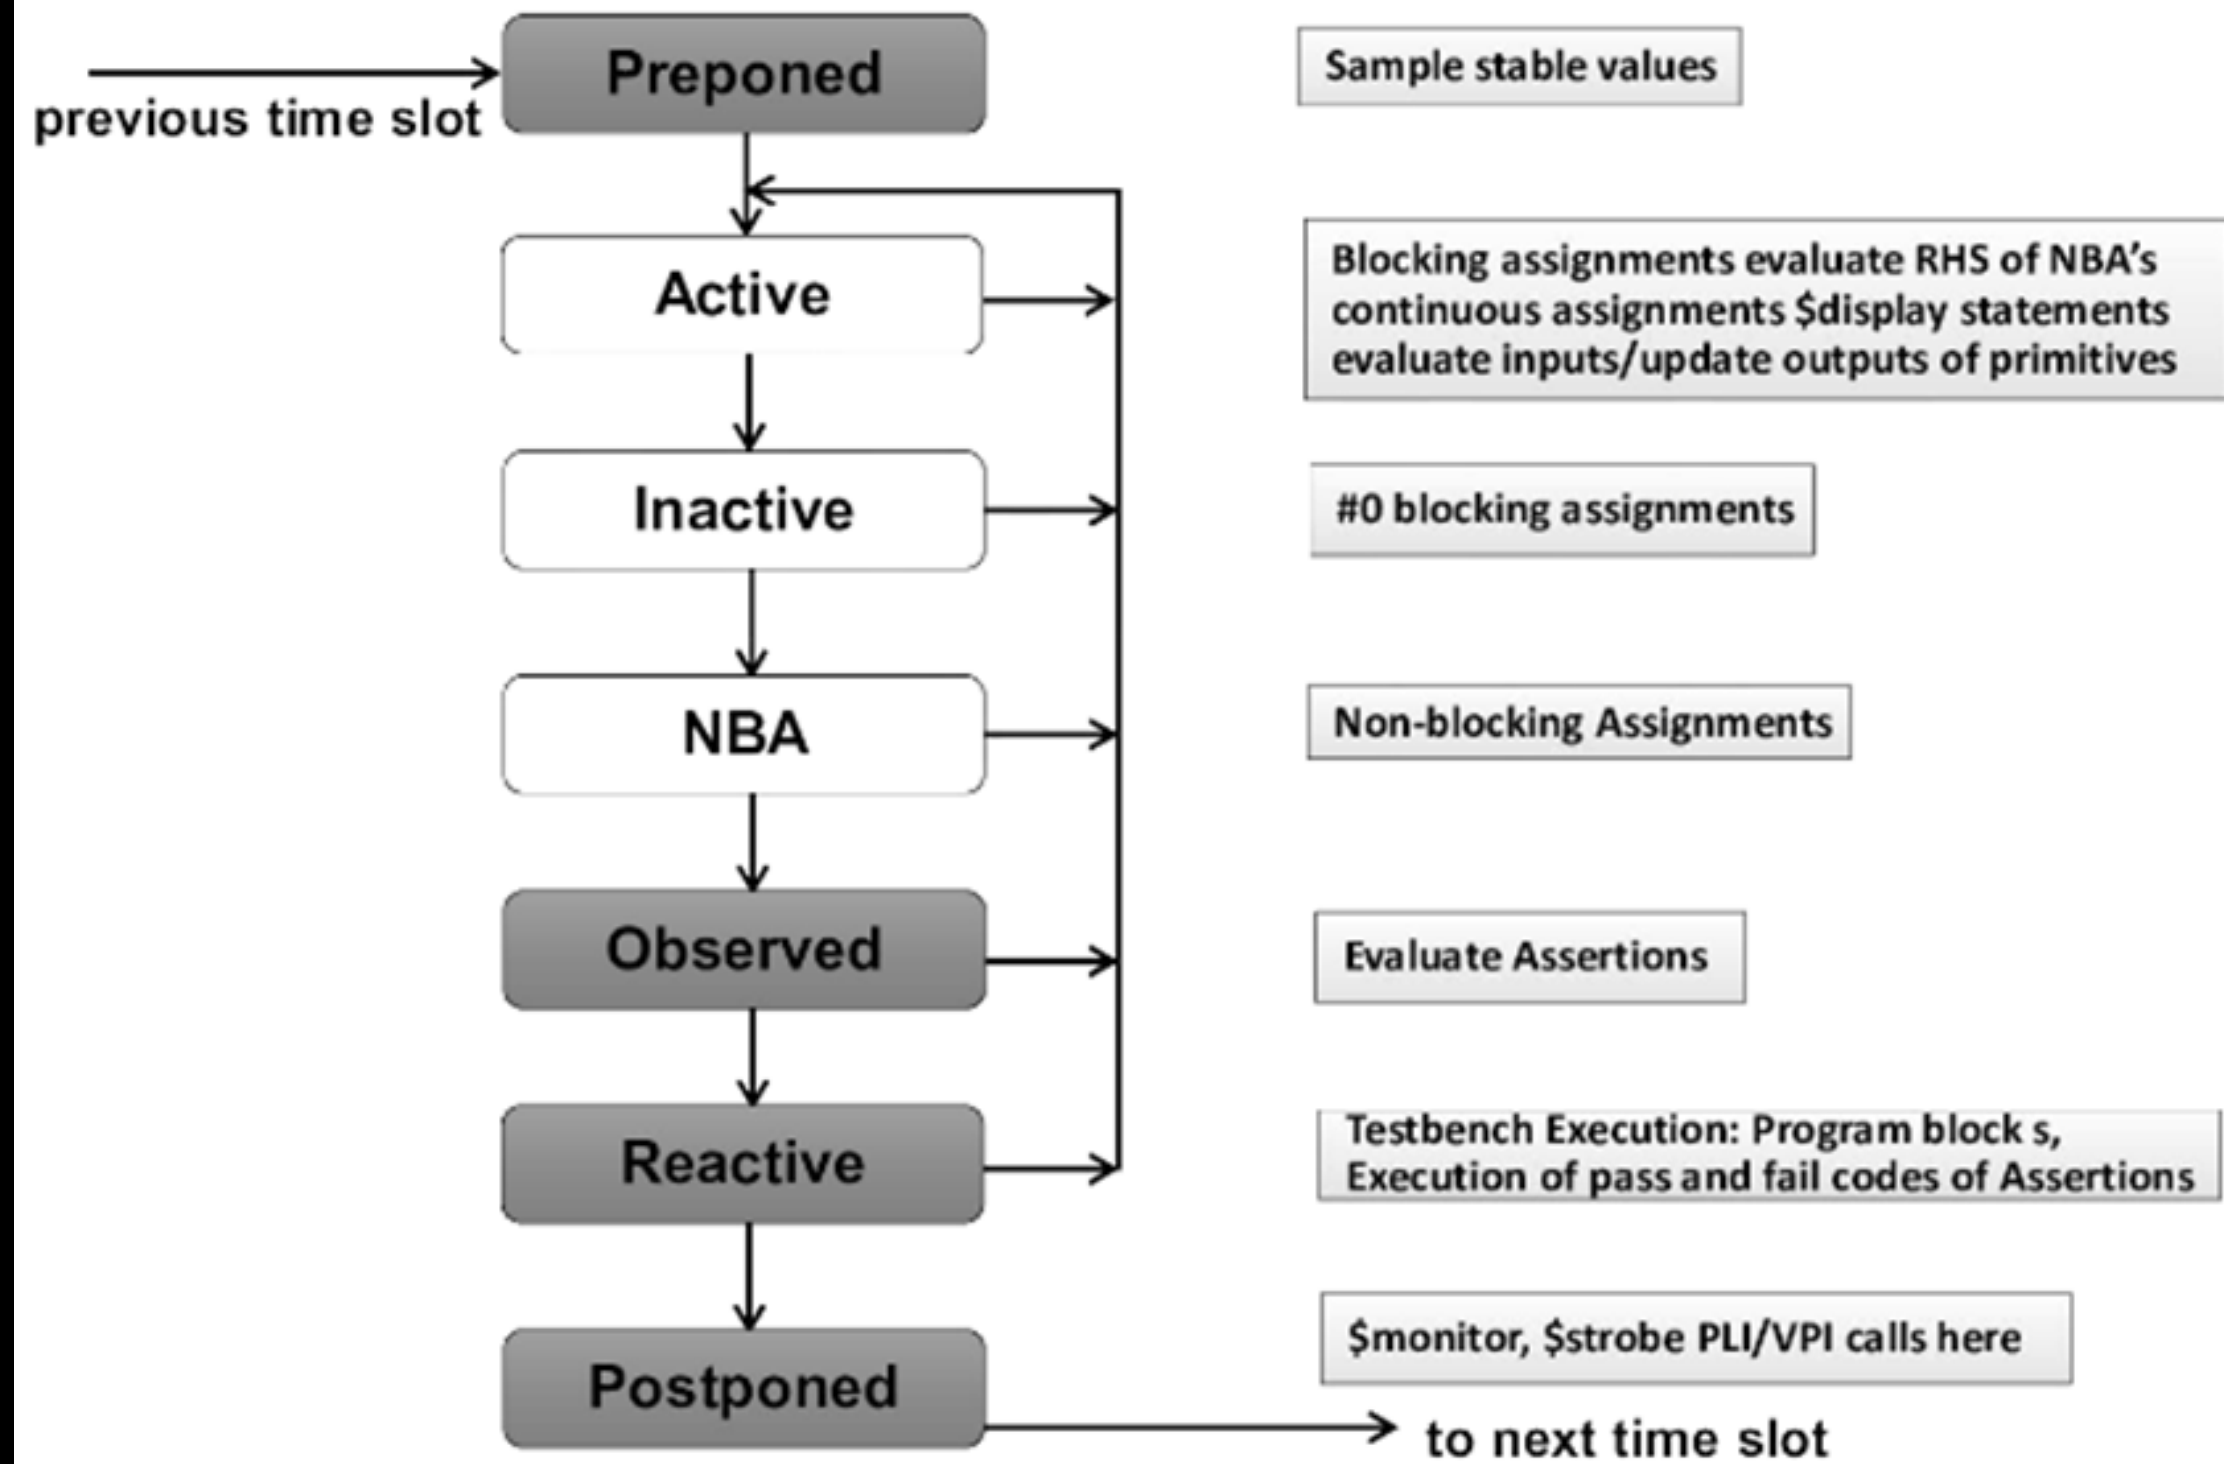 Preponed
Sample stable values
previous time slot
Active
Blocking assignments evaluate RHS of NBA’s
continuous assignments $display statements
evaluate inputs/update outputs of primitives
Inactive
#0 blocking assignments
NBA
Non-blocking Assignments
Observed
Evaluate Assertions
Reactive
Testbench Execution: Program block s,
Execution of pass and fail codes of Assertions
Postponed
$monitor, $strobe PLI/VPI calls here
to next time slot